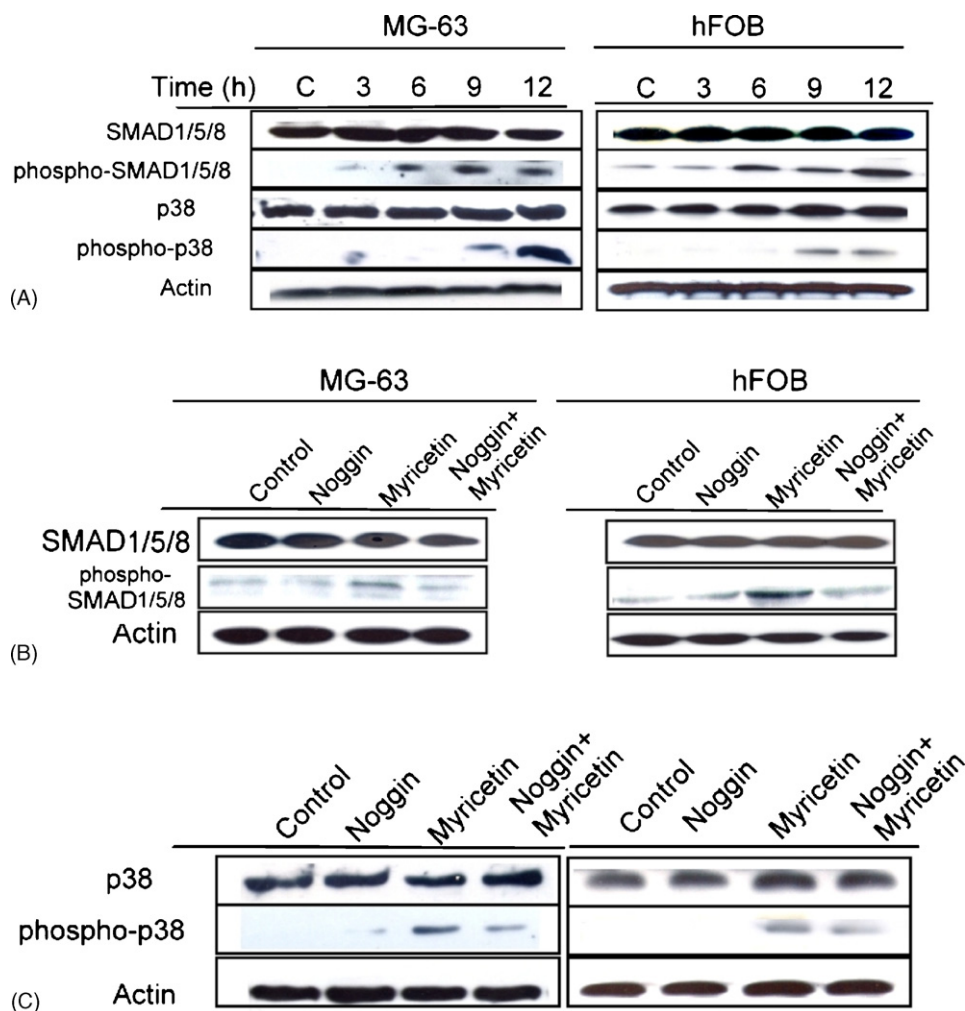 MG-63 hFOB
Time (h) C 3 6 9 12 C 3 6 9 12
SMAD1/5/8
phospho-SMAD1/5/8
p38
phospho-p38
Actin
(A)
MG-63 hFOB
Control Noggin Myricetin Noggin+ Myricetin Control Noggin Myricetin Noggin+ Myricetin
SMAD1/5/8
phospho-
SMAD1/5/8
Actin
(B)
Control Noggin Myricetin Noggin+ Myricetin Control Noggin Myricetin Noggin+ Myricetin
p38
phospho-p38
Actin
(C)